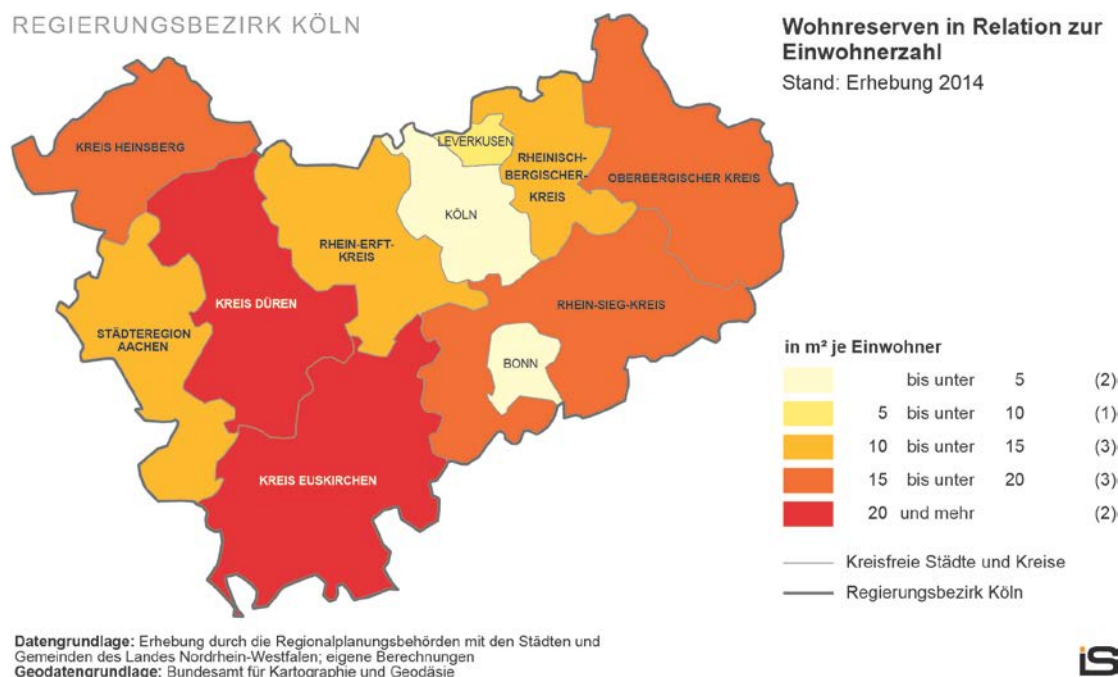 REGIERUNGSBEZIRK KÖLN
Wohnreserven in Relation zur
Einwohnerzahl
Stand: Erhebung 2014
KREIS HEINSBERG
LEVERKUSEN
RHEINISCH-
BERGISCHER-
KREIS
OBERBERGISCHER KREIS
KÖLN
RHEIN-ERFT-
KREIS
KREIS DÜREN
RHEIN-SIEG-KREIS
STÄDTEREGION
AACHEN
BONN
KREIS EUSKIRCHEN
in m² je Einwohner
bis unter 5 (2)
5 bis unter 10 (1)
10 bis unter 15 (3)
15 bis unter 20 (3)
20 und mehr (2)
Kreisfreie Städte und Kreise
Regierungsbezirk Köln
Datengrundlage: Erhebung durch die Regionalplanungsbehörden mit den Städten und
Gemeinden des Landes Nordrhein-Westfalen; eigene Berechnungen
Geodatengrundlage: Bundesamt für Kartographie und Geodäsie
iS